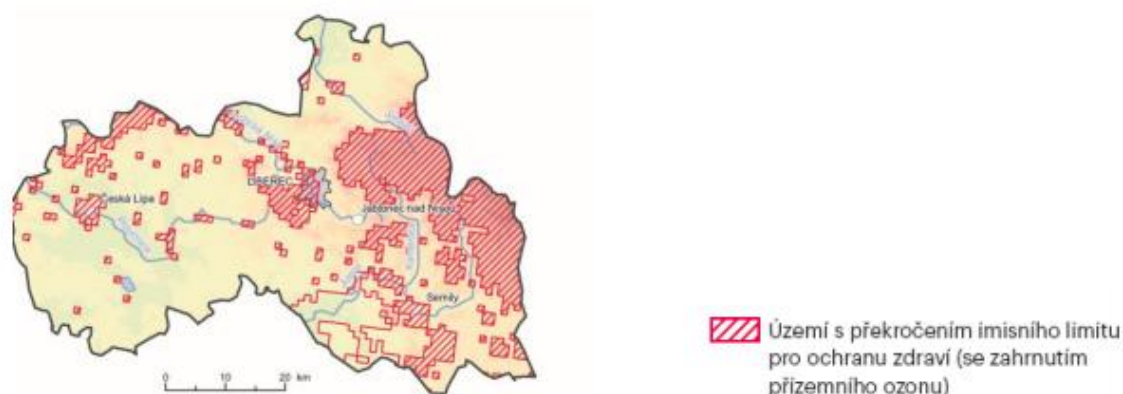 LIBEREC
Česká Lípa
Jablonec nad Nisou
Semily
0 10 20 km
Území s překročením imisního limitu
pro ochranu zdraví (se zahrnutím
přízemního ozonu)